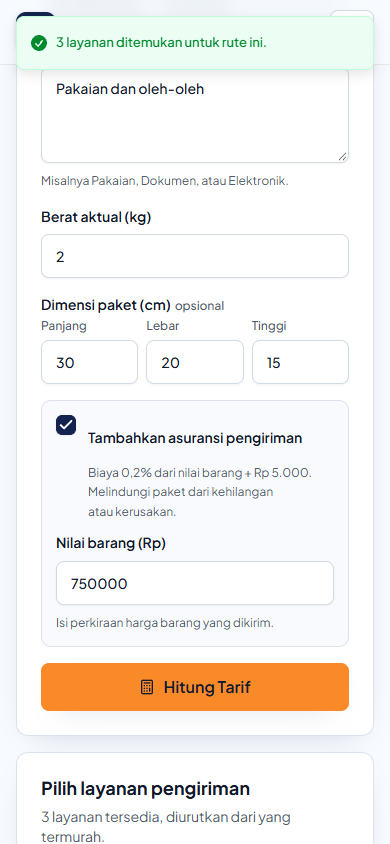 3 layanan ditemukan untuk rute ini.
Pakaian dan oleh-oleh
Misalnya Pakaian, Dokumen, atau Elektronik.
Berat aktual (kg)
2
Dimensi paket (cm) opsional
Panjang Lebar Tinggi
30 20 15
Tambahkan asuransi pengiriman
Biaya 0,2% dari nilai barang + Rp 5.000.
Melindungi paket dari kehilangan
atau kerusakan.
Nilai barang (Rp)
750000
Isi perkiraan harga barang yang dikirim.
Hitung Tarif
Pilih layanan pengiriman
3 layanan tersedia, diurutkan dari yang
termurah.